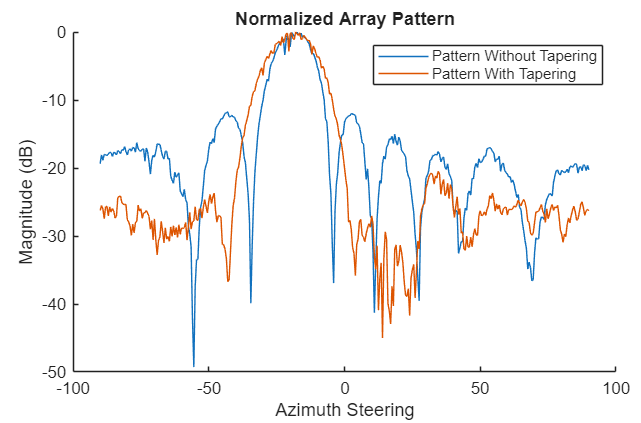 Normalized Array Pattern
Pattern Without Tapering
Pattern With Tapering
Magnitude (dB)
0
-10
-20
-30
-40
-50
-100
-50
0
50
100
Azimuth Steering